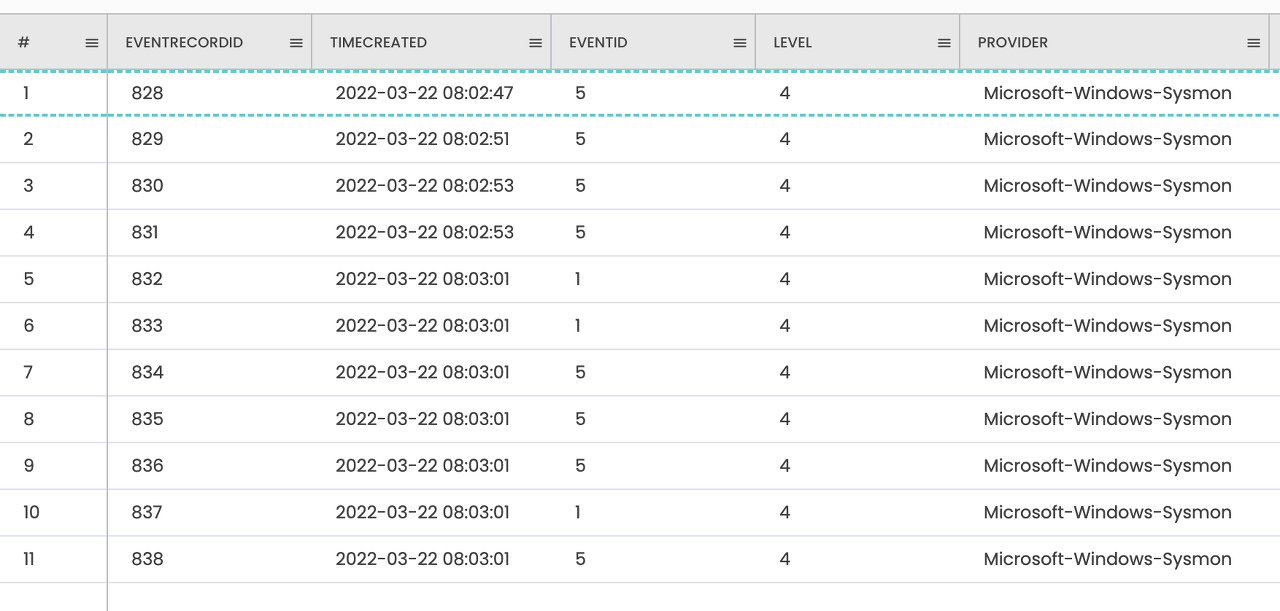 # EVENTRECORDID TIMECREATED EVENTID LEVEL PROVIDER
1 828 2022-03-22 08:02:47 5 4 Microsoft-Windows-Sysmon
2 829 2022-03-22 08:02:51 5 4 Microsoft-Windows-Sysmon
3 830 2022-03-22 08:02:53 5 4 Microsoft-Windows-Sysmon
4 831 2022-03-22 08:02:53 5 4 Microsoft-Windows-Sysmon
5 832 2022-03-22 08:03:01 1 4 Microsoft-Windows-Sysmon
6 833 2022-03-22 08:03:01 1 4 Microsoft-Windows-Sysmon
7 834 2022-03-22 08:03:01 5 4 Microsoft-Windows-Sysmon
8 835 2022-03-22 08:03:01 5 4 Microsoft-Windows-Sysmon
9 836 2022-03-22 08:03:01 5 4 Microsoft-Windows-Sysmon
10 837 2022-03-22 08:03:01 1 4 Microsoft-Windows-Sysmon
11 838 2022-03-22 08:03:01 5 4 Microsoft-Windows-Sysmon